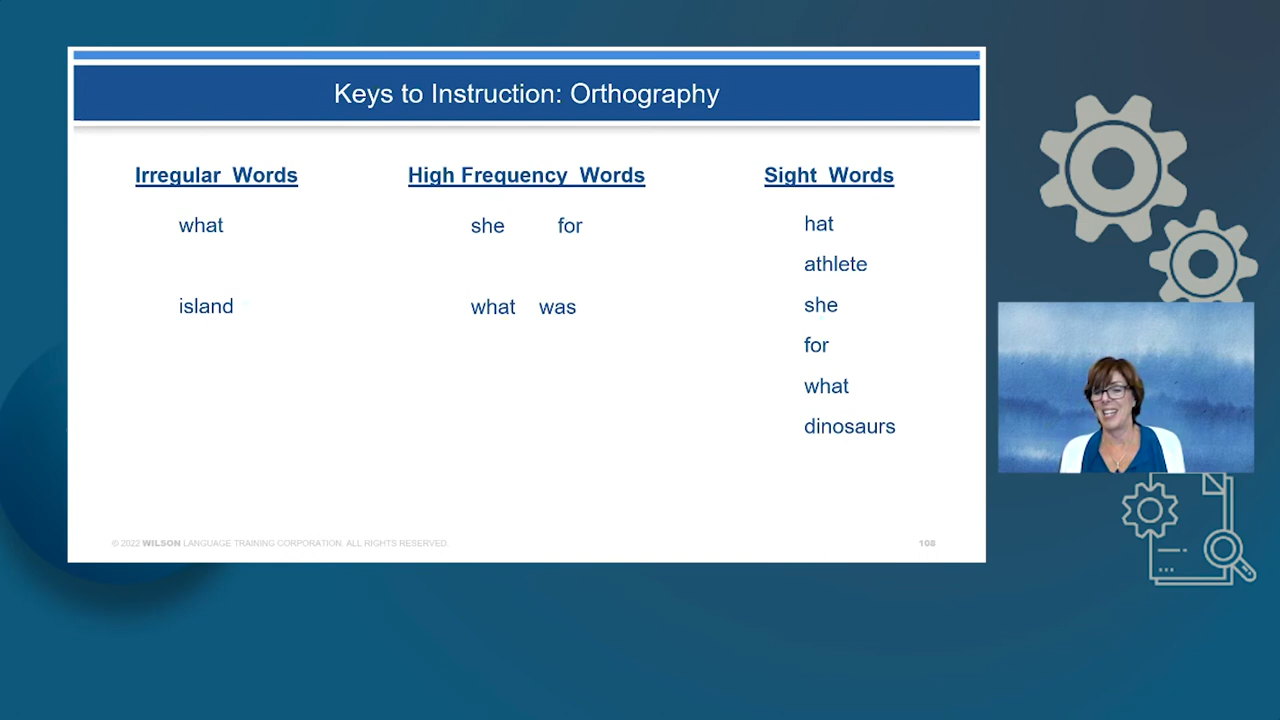 Keys to Instruction: Orthography
Irregular Words
what
island
High Frequency Words
she for
what was
Sight Words
hat
athlete
she
for
what
dinosaurs
© 2022 WILSON LANGUAGE TRAINING CORPORATION. ALL RIGHTS RESERVED.
108